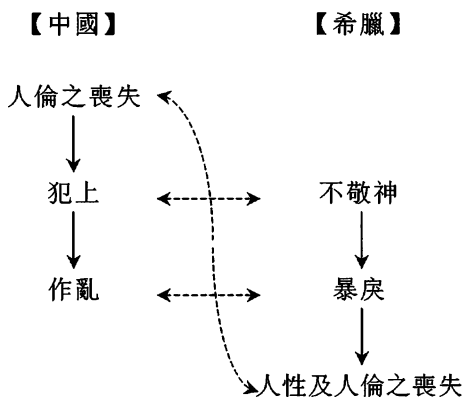 【中國】 【希臘】
人倫之喪失
犯上 不敬神
作亂 暴戾
人性及人倫之喪失